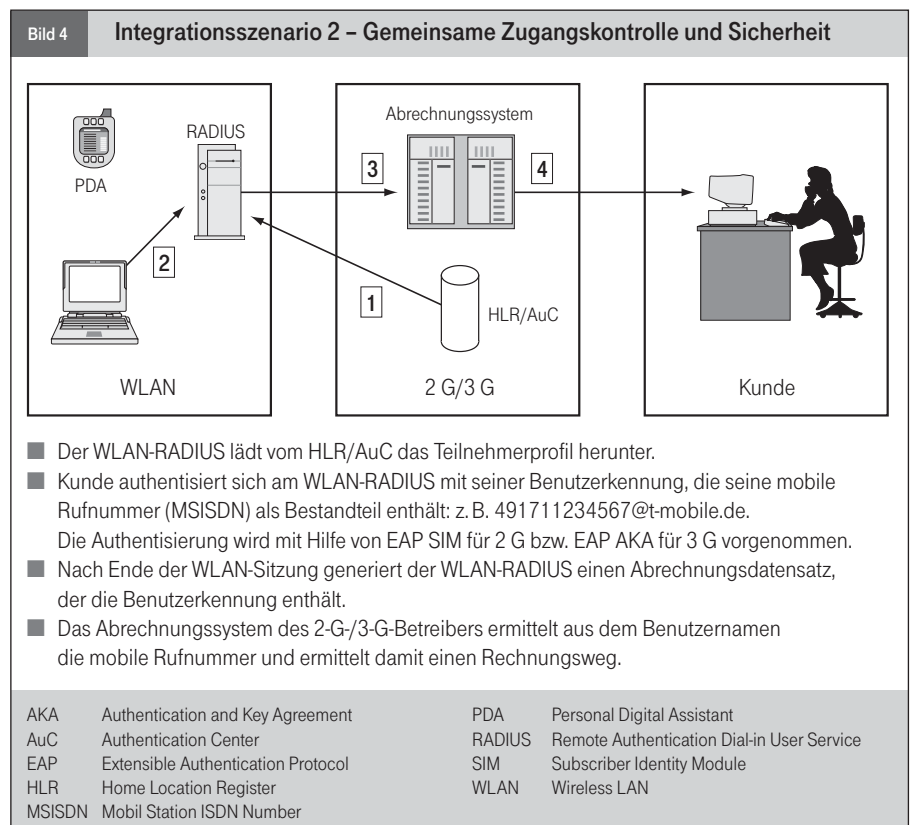 Bild 4 Integrationsszenario 2 – Gemeinsame Zugangskontrolle und Sicherheit
Abrechnungssystem
RADIUS
PDA
3
4
2
1
HLR/AuC
WLAN
2 G/3 G
Kunde
Der WLAN-RADIUS lädt vom HLR/AuC das Teilnehmerprofil herunter.
Kunde authentisiert sich am WLAN-RADIUS mit seiner Benutzerkennung, die seine mobile
Rufnummer (MSISDN) als Bestandteil enthält: z. B. 491711234567@t-mobile.de.
Die Authentisierung wird mit Hilfe von EAP SIM für 2 G bzw. EAP AKA für 3 G vorgenommen.
Nach Ende der WLAN-Sitzung generiert der WLAN-RADIUS einen Abrechnungsdatensatz,
der die Benutzerkennung enthält.
Das Abrechnungssystem des 2-G-/3-G-Betreibers ermittelt aus dem Benutzernamen
die mobile Rufnummer und ermittelt damit einen Rechnungsweg.
AKA Authentication and Key Agreement
AuC Authentication Center
EAP Extensible Authentication Protocol
HLR Home Location Register
MSISDN Mobil Station ISDN Number
PDA Personal Digital Assistant
RADIUS Remote Authentication Dial-in User Service
SIM Subscriber Identity Module
WLAN Wireless LAN